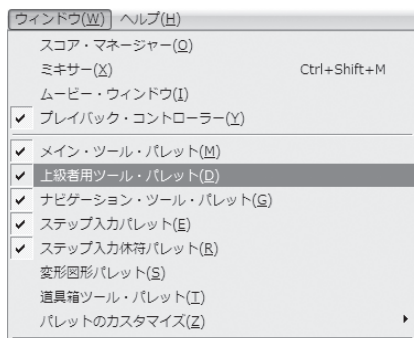 ウィンドウ(W) ヘルプ(H)
スコア・マネージャー(O)
ミキサー(X) Ctrl+Shift+M
ムービー・ウィンドウ(I)
プレイバック・コントローラー(Y)
メイン・ツール・パレット(M)
上級者用ツール・パレット(D)
ナビゲーション・ツール・パレット(G)
ステップ入力パレット(E)
ステップ入力休符パレット(R)
変形図形パレット(S)
道具箱ツール・パレット(T)
パレットのカスタマイズ(Z)